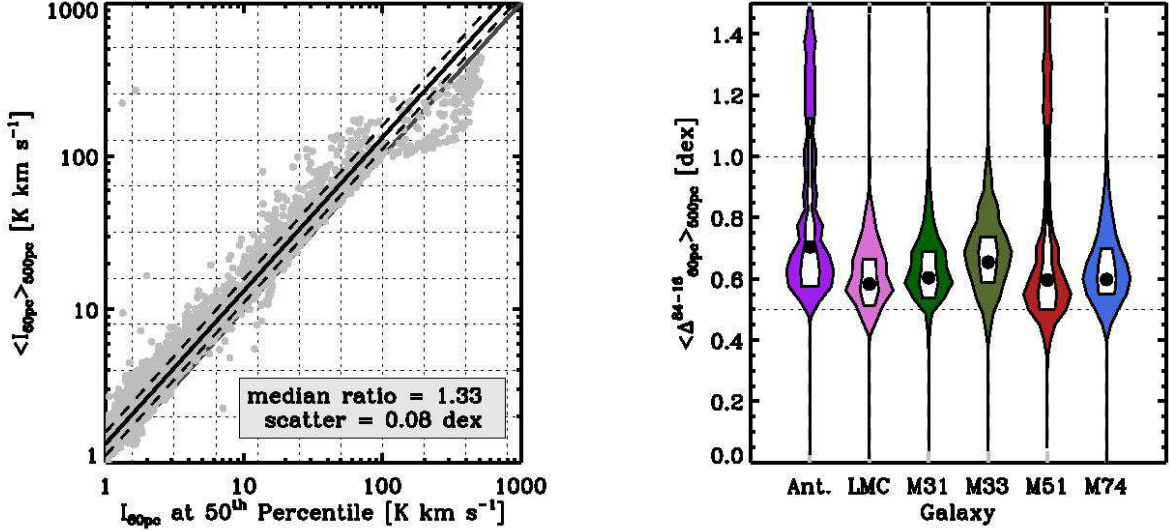 1000
100
10
1
<I60pc>500pc [K km s⁻¹]
median ratio = 1.33
scatter = 0.08 dex
1 10 100 1000
I60pc at 50th Percentile [K km s⁻¹]
1.4
1.2
1.0
0.8
0.6
0.4
0.2
0.0
<Δ84-16 60pc>500pc [dex]
Ant. LMC M31 M33 M51 M74
Galaxy